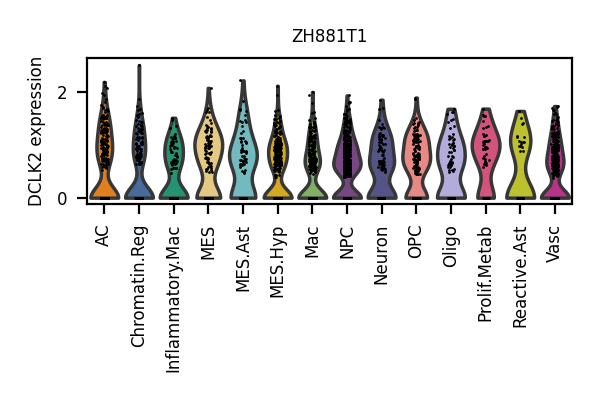 ZH881T1
DCLK2 expression
2
0
AC
Chromatin.Reg
Inflammatory.Mac
MES
MES.Ast
MES.Hyp
Mac
NPC
Neuron
OPC
Oligo
Prolif.Metab
Reactive.Ast
Vasc